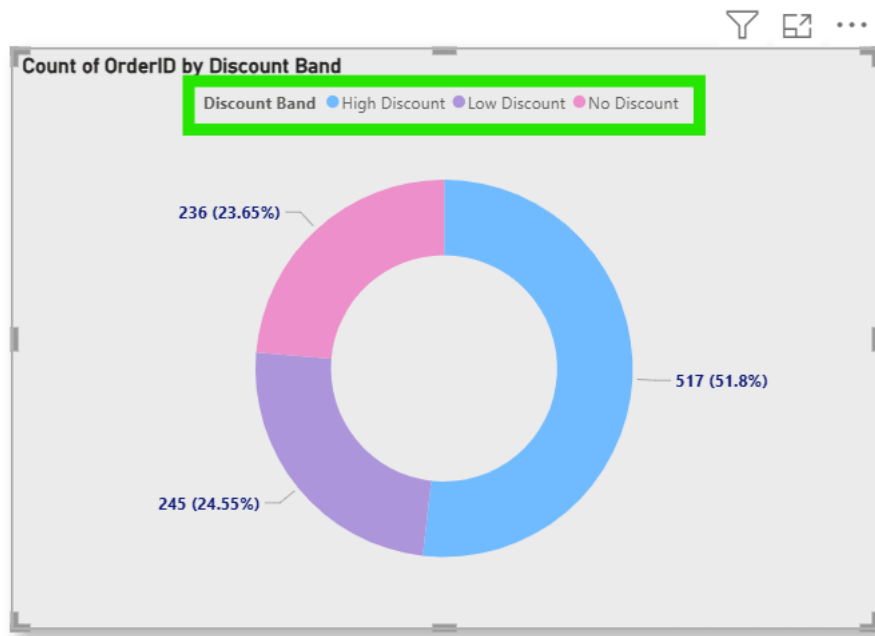 Count of OrderID by Discount Band
Discount Band High Discount Low Discount No Discount
236 (23.65%)
517 (51.8%)
245 (24.55%)